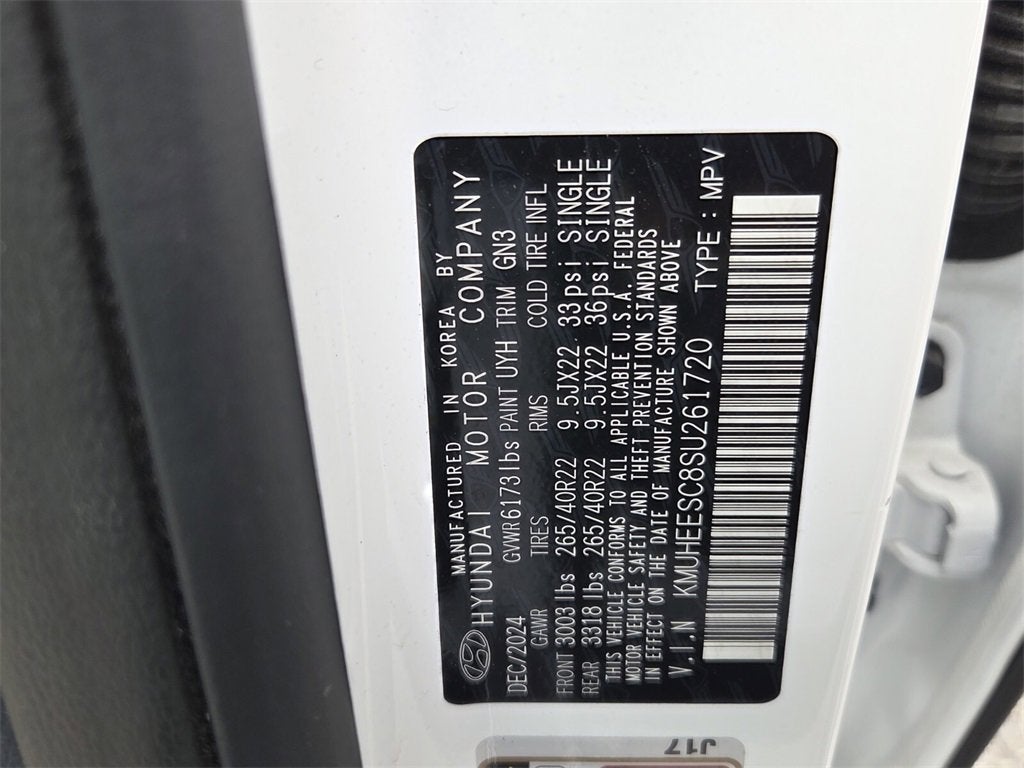 MANUFACTURED IN KOREA BY
HYUNDAI MOTOR COMPANY
DEC/2024 GVWR 6173 lbs PAINT UYH TRIM GN3
GAWR TIRES RIMS COLD TIRE INFL
FRONT 3003 lbs 265/40R22 9.5JX22 33psi SINGLE
REAR 3318 lbs 265/40R22 9.5JX22 36psi SINGLE
THIS VEHICLE CONFORMS TO ALL APPLICABLE U.S.A. FEDERAL
MOTOR VEHICLE SAFETY AND THEFT PREVENTION STANDARDS
IN EFFECT ON THE DATE OF MANUFACTURE SHOWN ABOVE
V.I.N KMUHEESC8SU261720 TYPE : MPV
J17